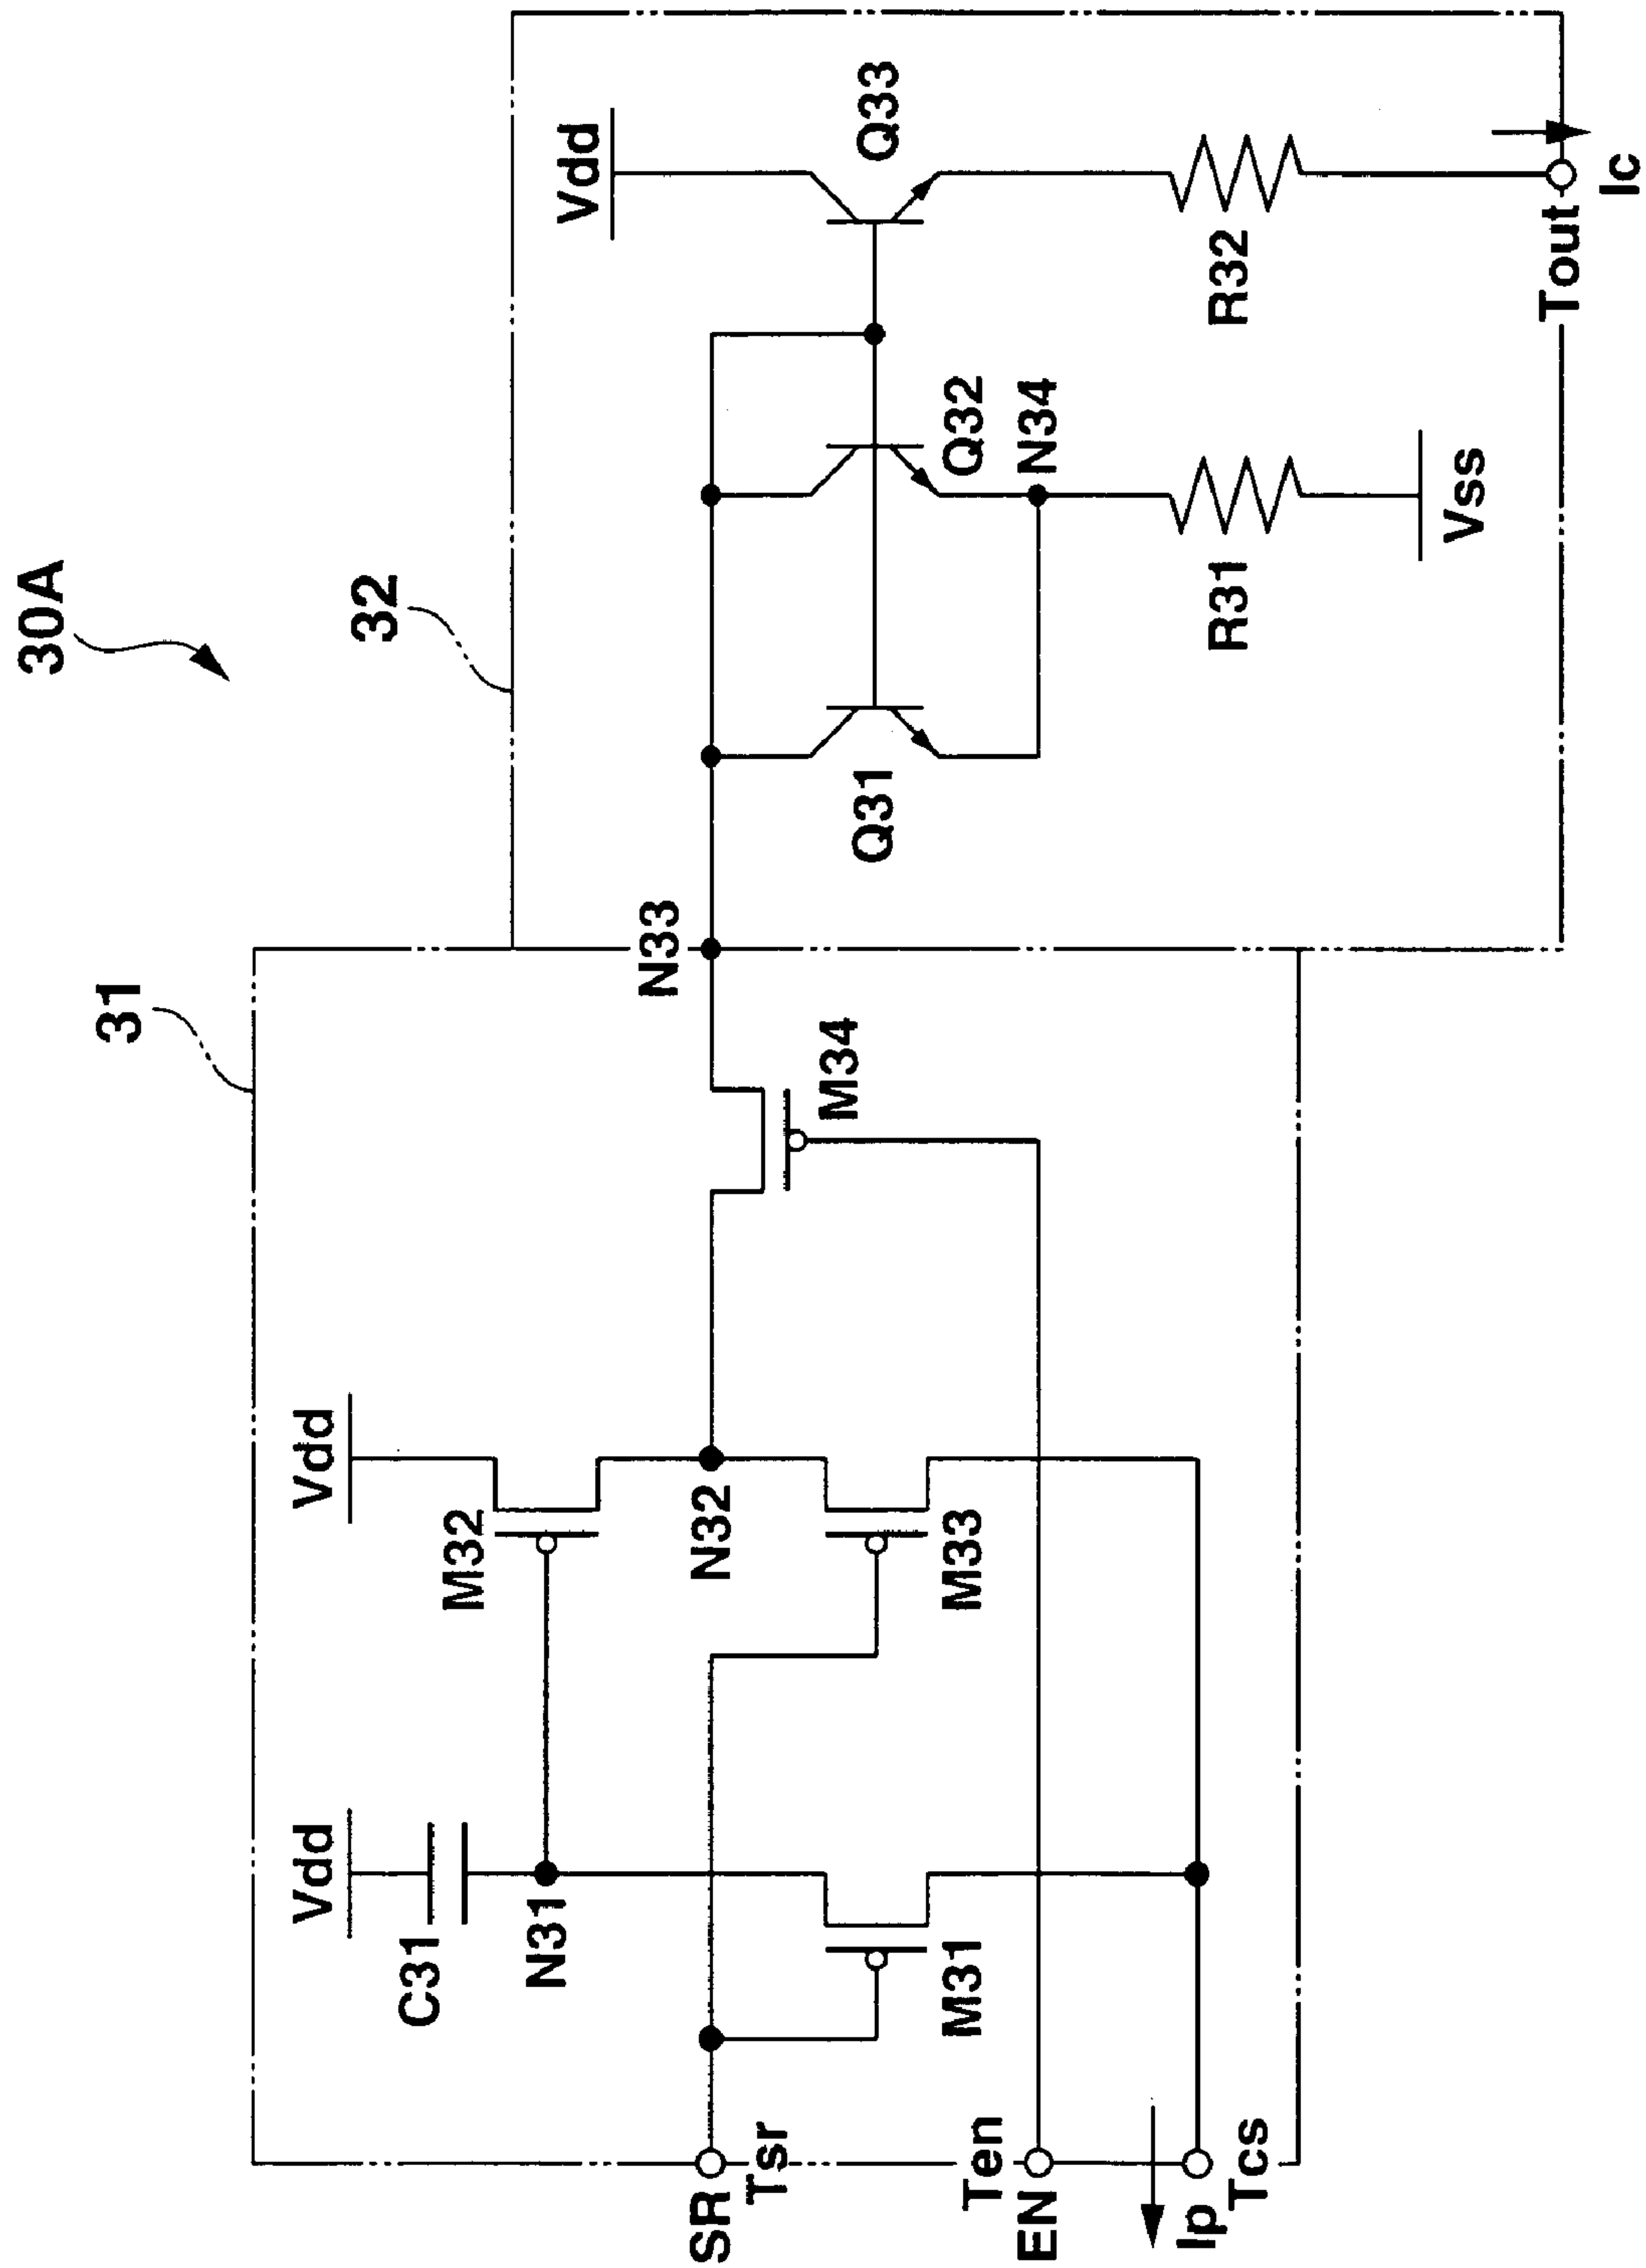 30A
31
32
Vdd
C31
N31
M31
Vdd
M32
N32
M33
M34
N33
SR
Tsr
Ten
EN
Ip
Tcs
Q31
Q32
N34
R31
Vss
Vdd
Q33
R32
Tout
Ic